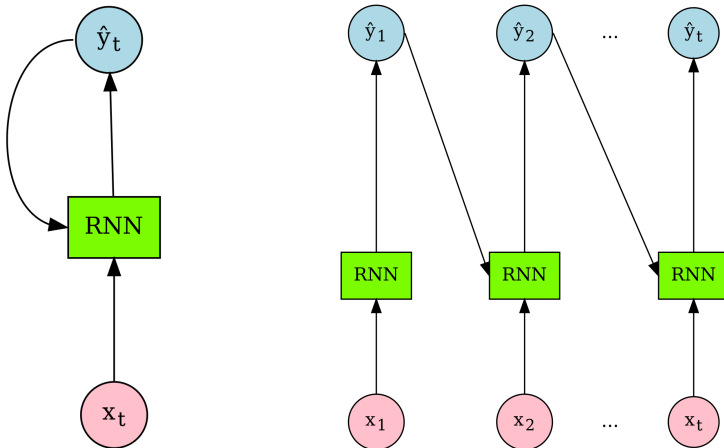 ŷt
RNN
xt
ŷ1 ŷ2 ... ŷt
RNN RNN RNN
x1 x2 ... xt